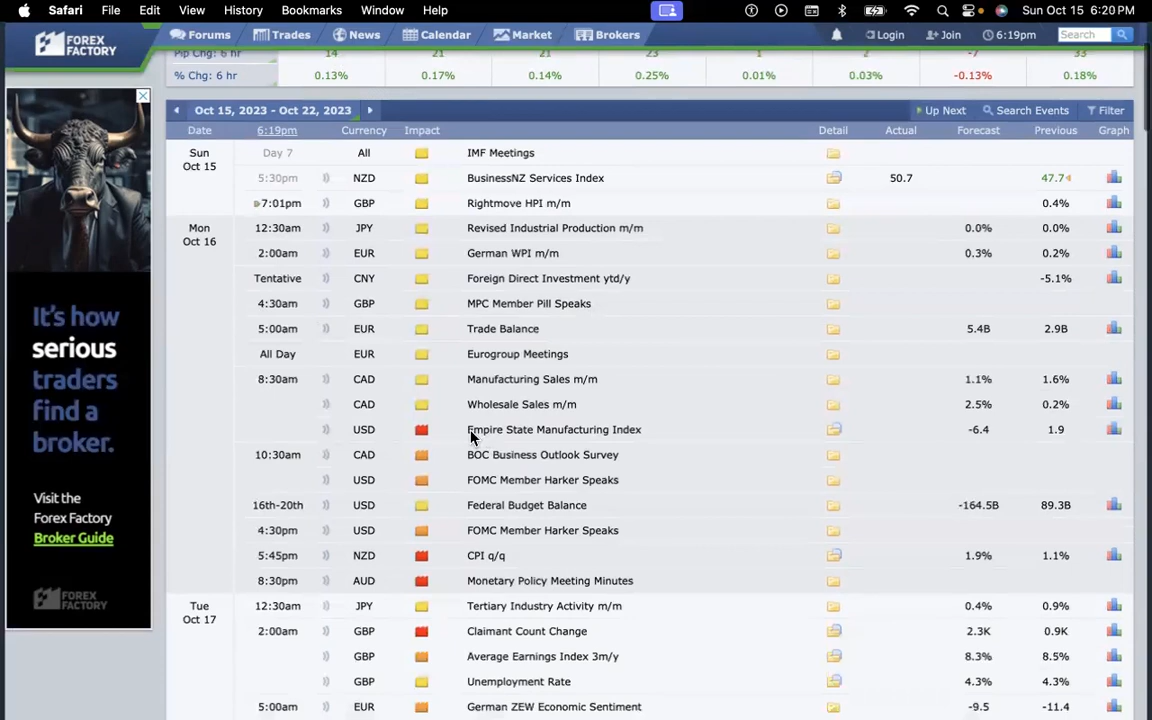 Safari File Edit View History Bookmarks Window Help Sun Oct 15 6:20 PM
FOREX FACTORY Forums Trades News Calendar Market Brokers Login Join 6:19pm Search
Pip Chg: 6 hr 14 21 21 23 1 2 -7 33
% Chg: 6 hr 0.13% 0.17% 0.14% 0.25% 0.01% 0.03% -0.13% 0.18%
Oct 15, 2023 - Oct 22, 2023 Up Next Search Events Filter
Date 6:19pm Currency Impact Detail Actual Forecast Previous Graph
Sun Oct 15 Day 7 All IMF Meetings
5:30pm NZD BusinessNZ Services Index 50.7 47.7
7:01pm GBP Rightmove HPI m/m 0.4%
Mon Oct 16 12:30am JPY Revised Industrial Production m/m 0.0% 0.0%
2:00am EUR German WPI m/m 0.3% 0.2%
Tentative CNY Foreign Direct Investment ytd/y -5.1%
4:30am GBP MPC Member Pill Speaks
5:00am EUR Trade Balance 5.4B 2.9B
All Day EUR Eurogroup Meetings
8:30am CAD Manufacturing Sales m/m 1.1% 1.6%
CAD Wholesale Sales m/m 2.5% 0.2%
USD Empire State Manufacturing Index -6.4 1.9
10:30am CAD BOC Business Outlook Survey
USD FOMC Member Harker Speaks
16th-20th USD Federal Budget Balance -164.5B 89.3B
4:30pm USD FOMC Member Harker Speaks
5:45pm NZD CPI q/q 1.9% 1.1%
8:30pm AUD Monetary Policy Meeting Minutes
Tue Oct 17 12:30am JPY Tertiary Industry Activity m/m 0.4% 0.9%
2:00am GBP Claimant Count Change 2.3K 0.9K
GBP Average Earnings Index 3m/y 8.3% 8.5%
GBP Unemployment Rate 4.3% 4.3%
5:00am EUR German ZEW Economic Sentiment -9.5 -11.4
It's how
serious
traders
find a
broker.
Visit the
Forex Factory
Broker Guide
FOREX FACTORY